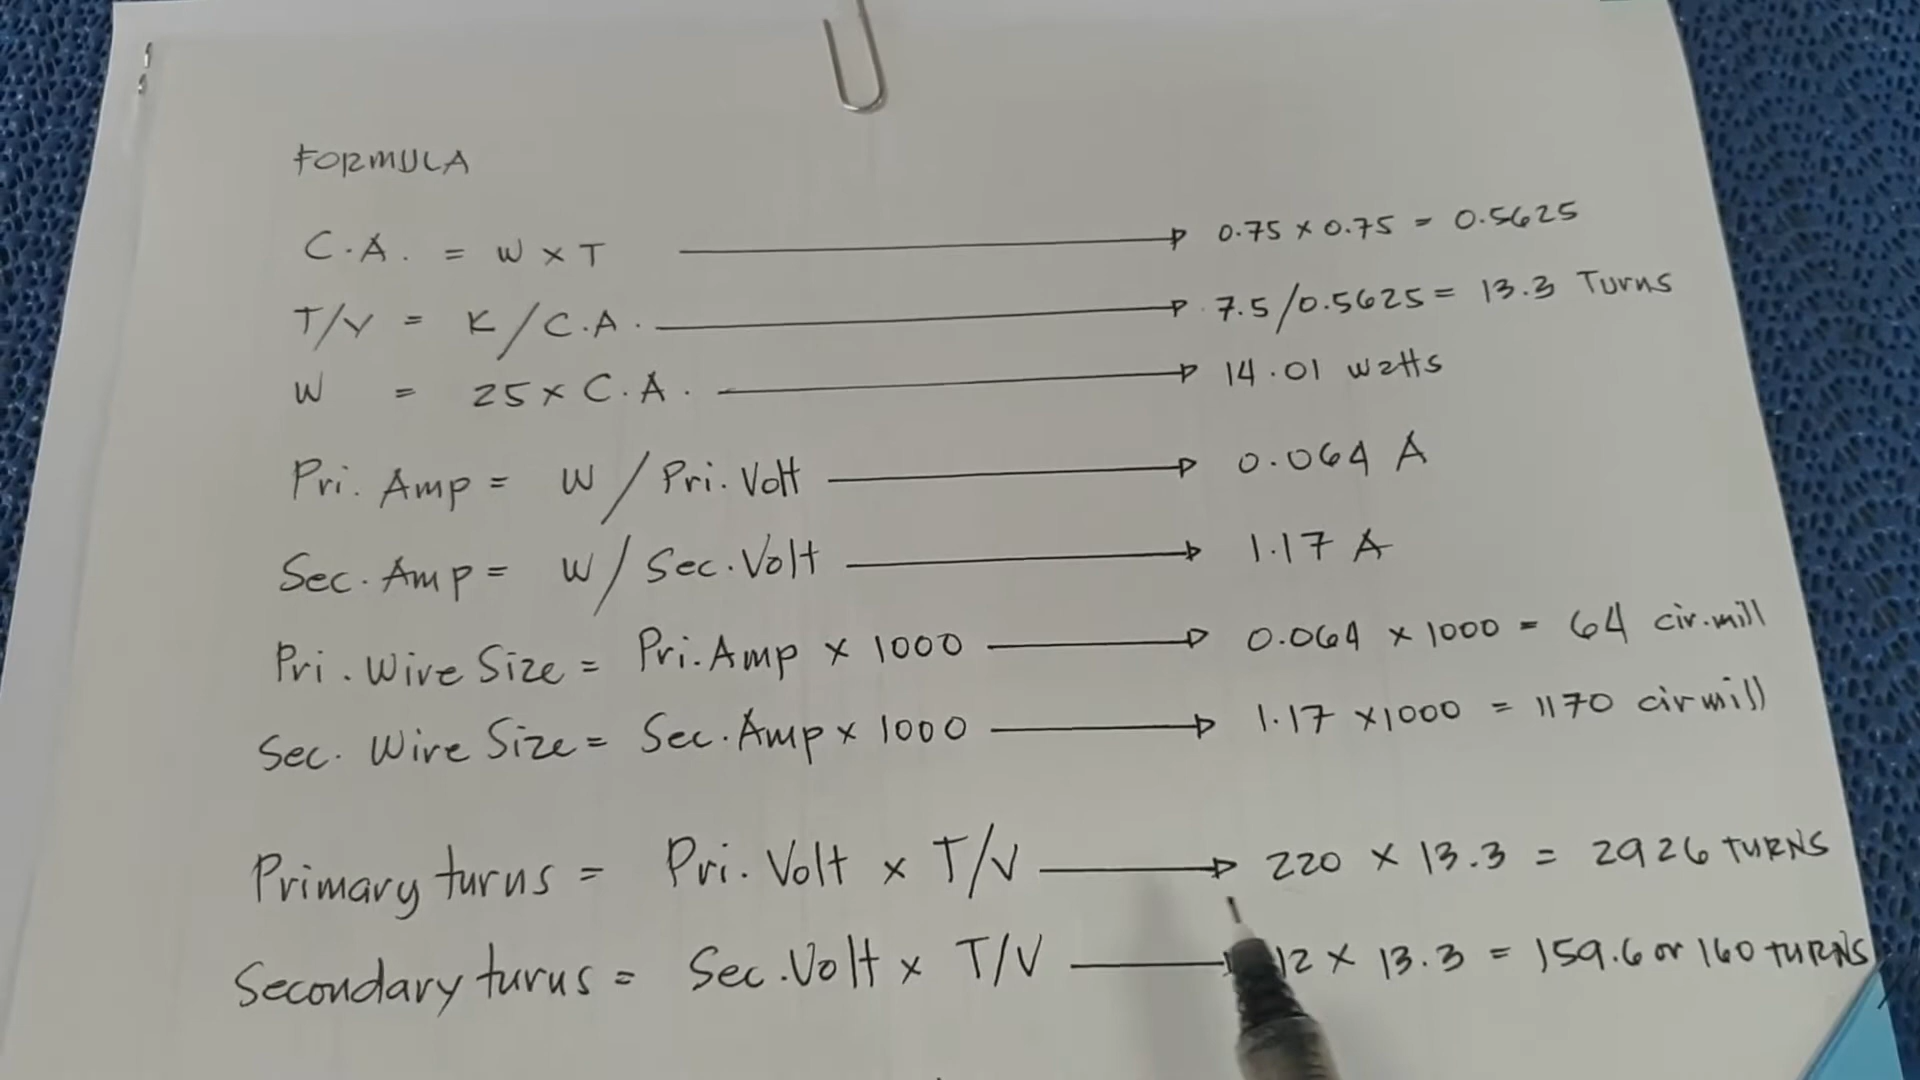 FORMULA
C.A. = W x T → 0.75 x 0.75 = 0.5625
T/V = K/C.A. → 7.5/0.5625 = 13.3 Turns
W = 25 x C.A. → 14.01 watts
Pri. Amp = W / Pri. Volt → 0.064 A
Sec. Amp = W / Sec. Volt → 1.17 A
Pri. Wire Size = Pri. Amp x 1000 → 0.064 x 1000 = 64 cir.mill
Sec. Wire Size = Sec. Amp x 1000 → 1.17 x 1000 = 1170 cirmill
Primary turns = Pri. Volt x T/V → 220 x 13.3 = 2926 TURNS
Secondary turns = Sec. Volt x T/V → 12 x 13.3 = 159.6 or 160 TURNS